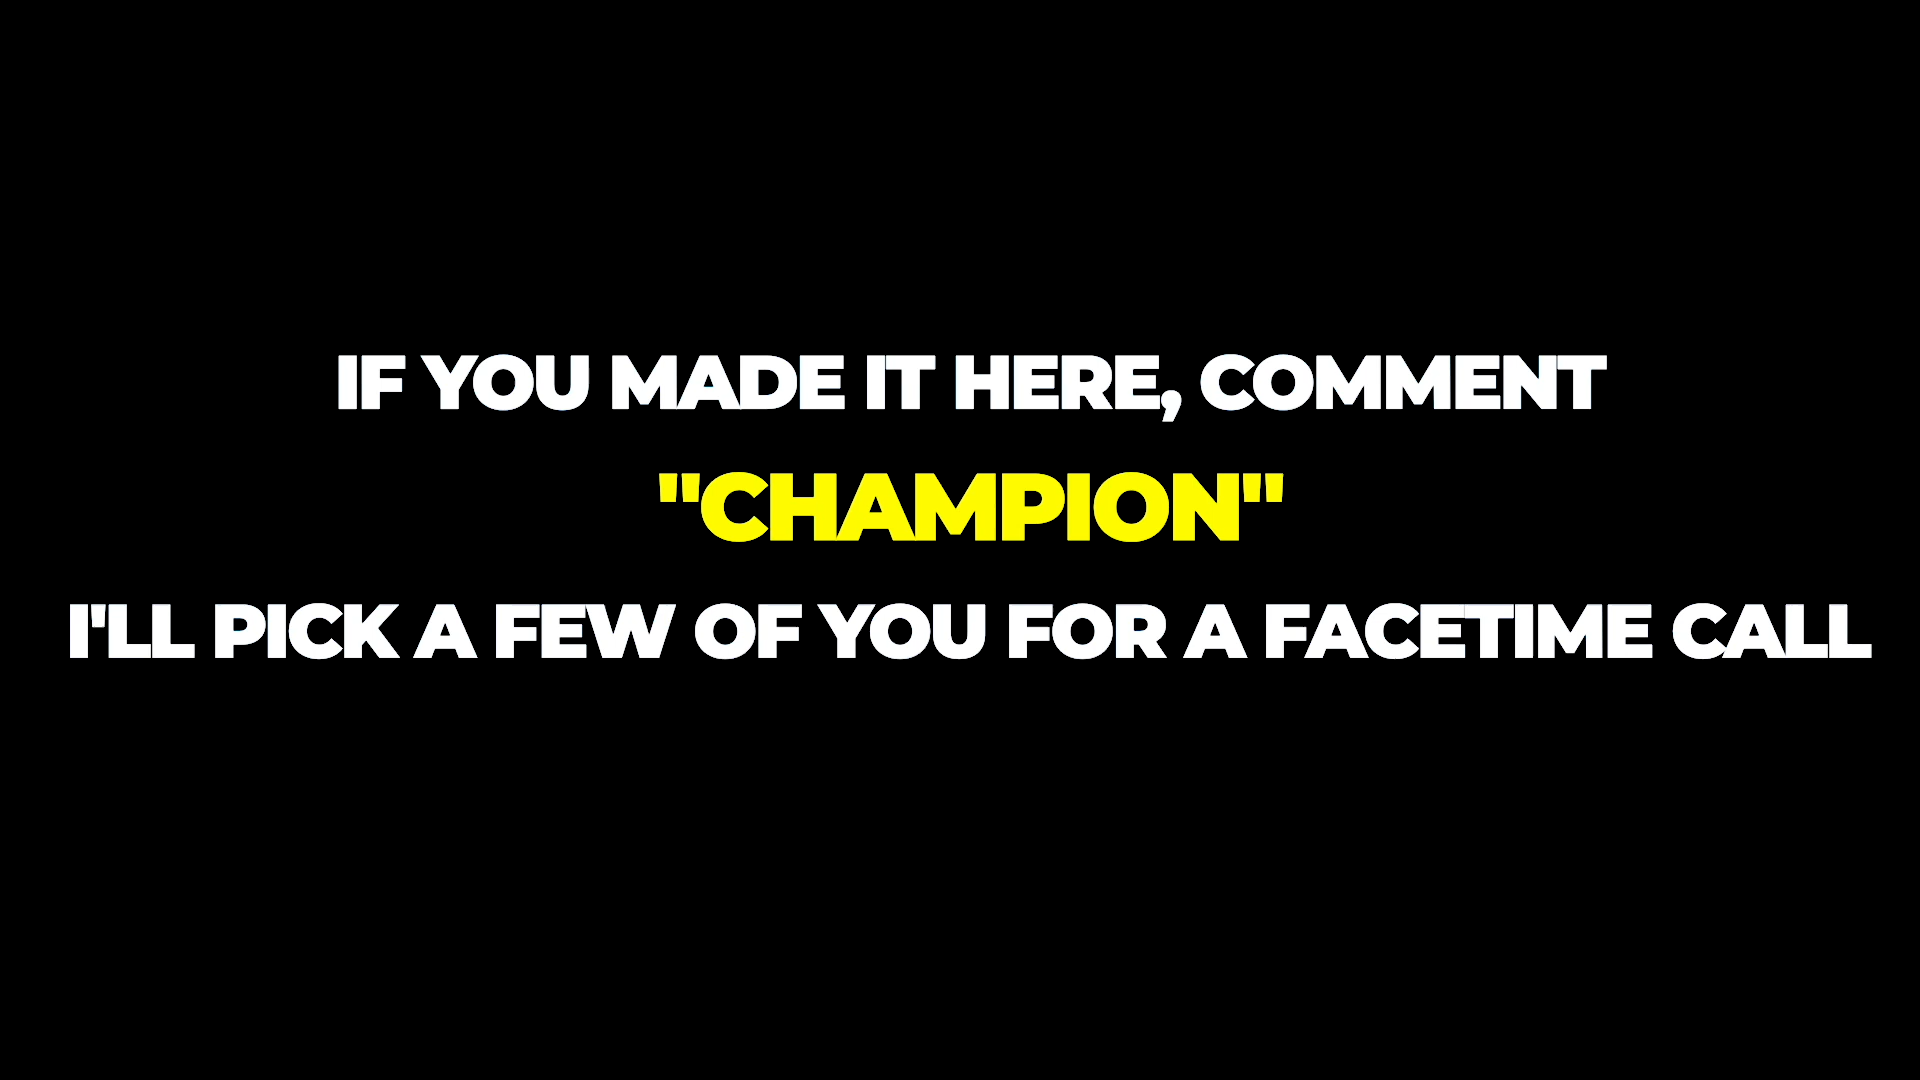 IF YOU MADE IT HERE, COMMENT
"CHAMPION"
I'LL PICK A FEW OF YOU FOR A FACETIME CALL